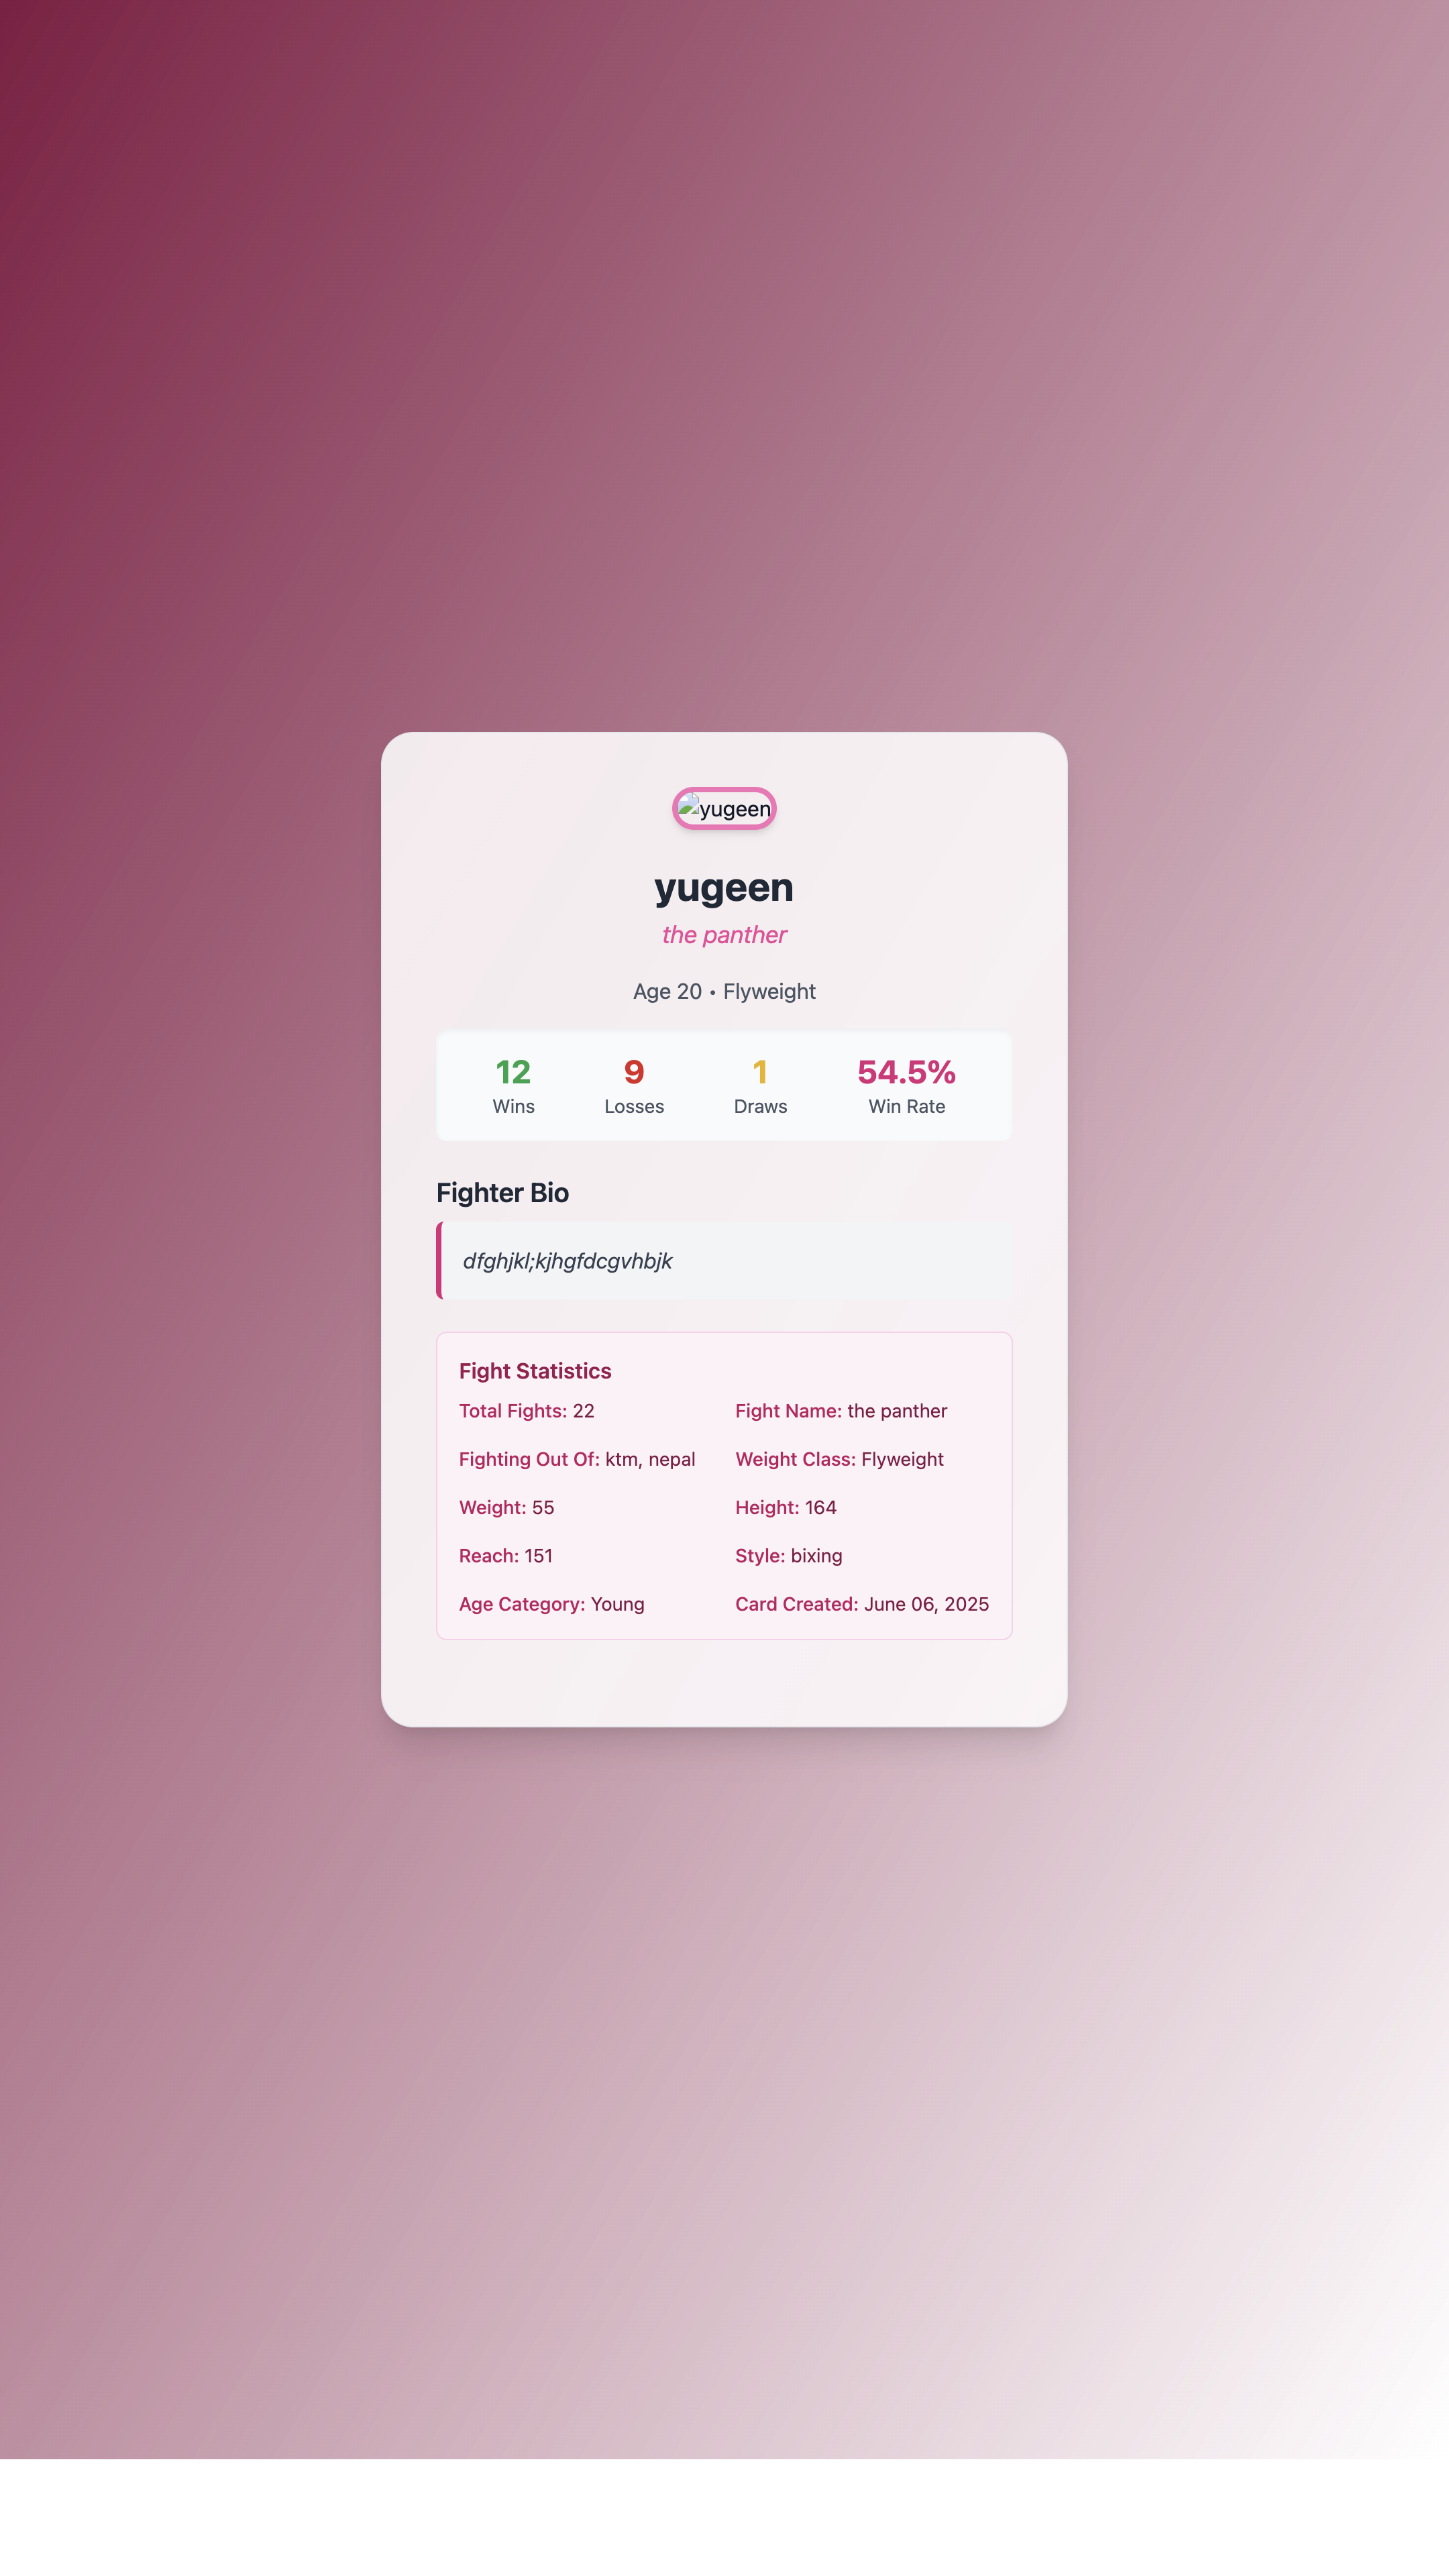 yugeen
yugeen
the panther
Age 20 • Flyweight
12 9 1 54.5%
Wins Losses Draws Win Rate
Fighter Bio
dfghjkl;kjhgfdcgvhbjk
Fight Statistics
Total Fights: 22 Fight Name: the panther
Fighting Out Of: ktm, nepal Weight Class: Flyweight
Weight: 55 Height: 164
Reach: 151 Style: bixing
Age Category: Young Card Created: June 06, 2025